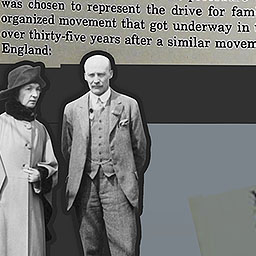 was chosen to represent the drive for fam
organized movement that got underway in
over thirty-five years after a similar movem
England;